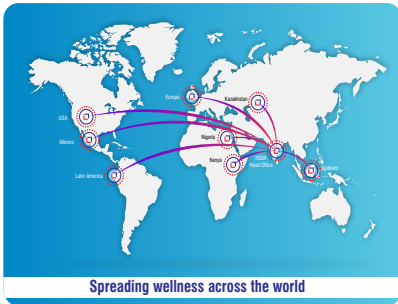 Europe
Kazakhstan
USA
Mexico
Nigeria
Kenya
INDIA
Head Office
Vietnam
Latin America
Spreading wellness across the world